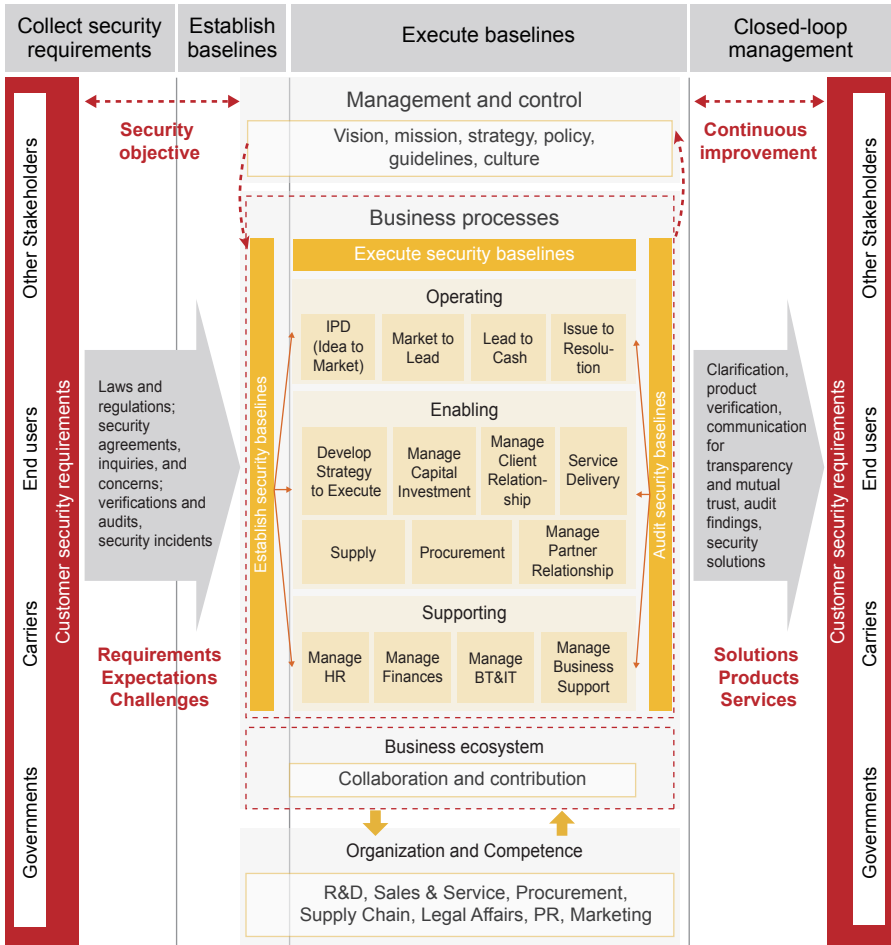 Collect security
requirements
Establish
baselines
Execute baselines
Closed-loop
management
Other Stakeholders
End users
Carriers
Governments
Customer security requirements
Security
objective
Laws and
regulations;
security
agreements,
inquiries, and
concerns;
verifications and
audits,
security incidents
Requirements
Expectations
Challenges
Management and control
Vision, mission, strategy, policy,
guidelines, culture
Business processes
Establish security baselines
Execute security baselines
Operating
IPD
(Idea to
Market)
Market to
Lead
Lead to
Cash
Issue to
Resolu-
tion
Enabling
Develop
Strategy
to Execute
Manage
Capital
Investment
Manage
Client
Relation-
ship
Service
Delivery
Supply
Procurement
Manage
Partner
Relationship
Supporting
Manage
HR
Manage
Finances
Manage
BT&IT
Manage
Business
Support
Audit security baselines
Business ecosystem
Collaboration and contribution
Organization and Competence
R&D, Sales & Service, Procurement,
Supply Chain, Legal Affairs, PR, Marketing
Continuous
improvement
Clarification,
product
verification,
communication
for
transparency
and mutual
trust, audit
findings,
security
solutions
Solutions
Products
Services
Customer security requirements
Other Stakeholders
End users
Carriers
Governments